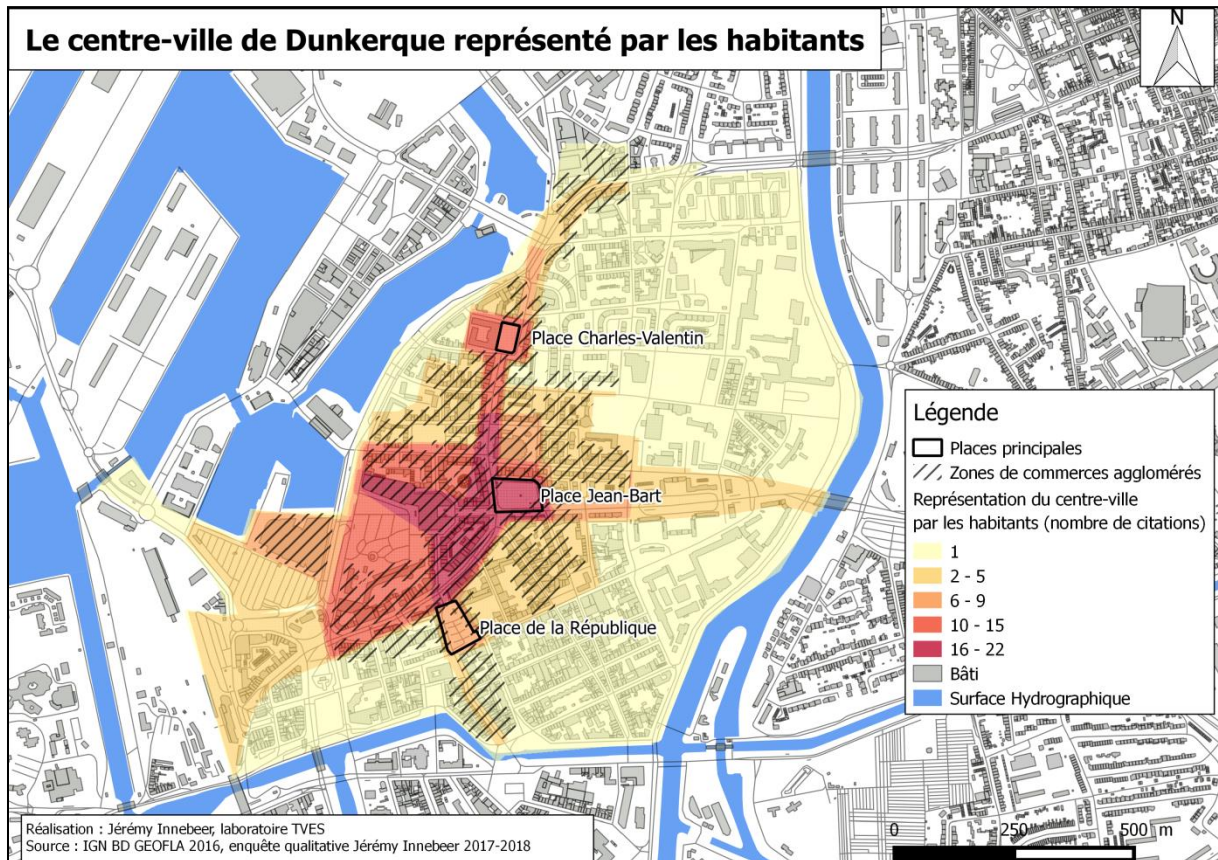 Le centre-ville de Dunkerque représenté par les habitants
N
Place Charles-Valentin
Place Jean-Bart
Place de la République
Légende
Places principales
Zones de commerces agglomérés
Représentation du centre-ville
par les habitants (nombre de citations)
1
2 - 5
6 - 9
10 - 15
16 - 22
Bâti
Surface Hydrographique
Réalisation : Jérémy Innebeer, laboratoire TVES
Source : IGN BD GEOFLA 2016, enquête qualitative Jérémy Innebeer 2017-2018
0 250 500 m